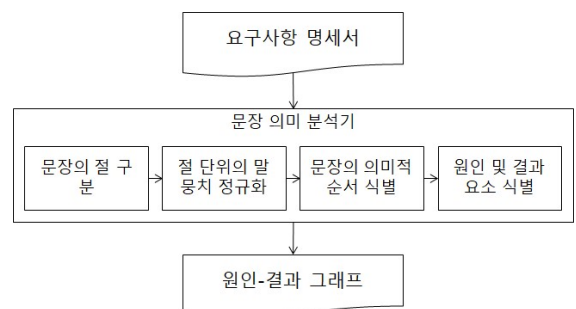 요구사항 명세서
문장 의미 분석기
문장의 절 구
분
절 단위의 말
뭉치 정규화
문장의 의미적
순서 식별
원인 및 결과
요소 식별
원인-결과 그래프